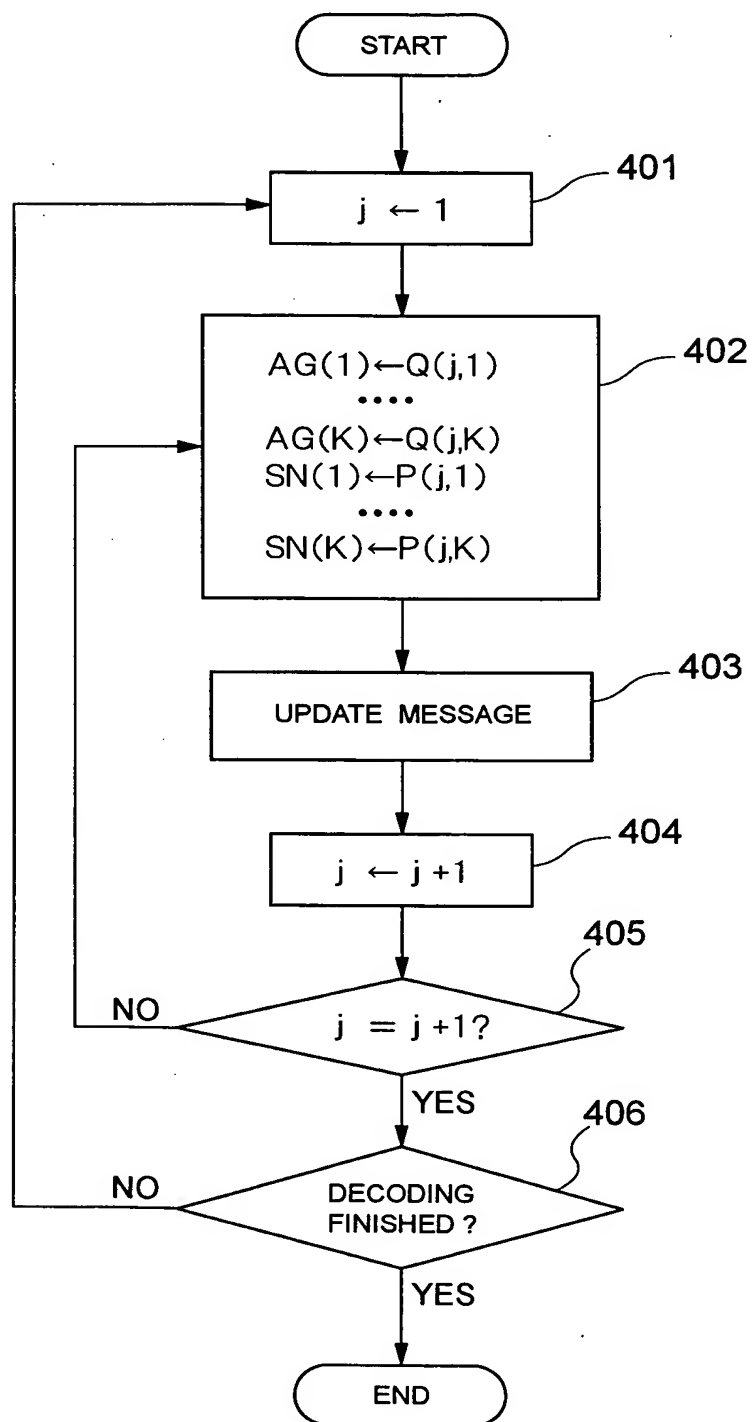 START
401
j ← 1
402
AG(1)←Q(j,1)
••••
AG(K)←Q(j,K)
SN(1)←P(j,1)
••••
SN(K)←P(j,K)
403
UPDATE MESSAGE
404
j ← j+1
405
NO
j = j+1?
YES
406
NO
DECODING
FINISHED ?
YES
END